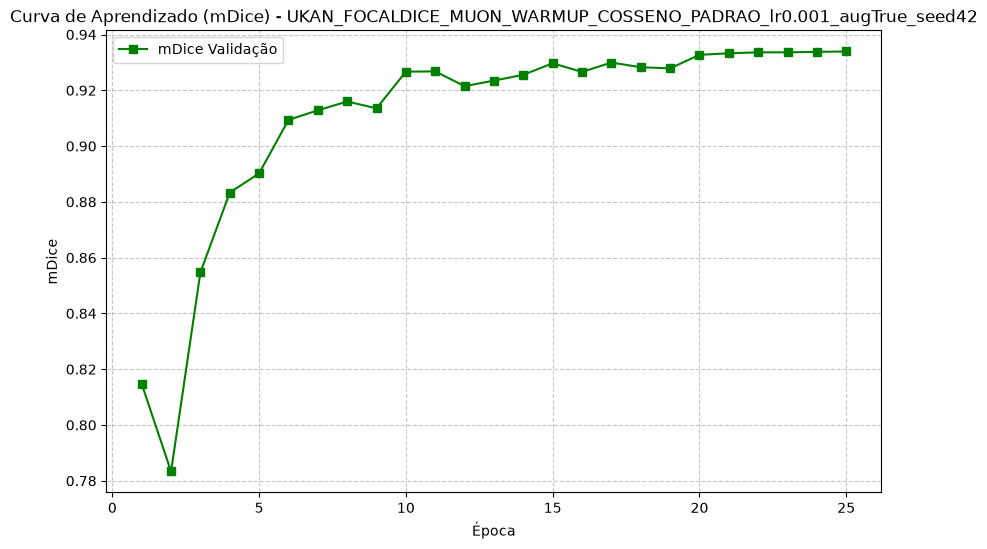 Curva de Aprendizado (mDice) - UKAN_FOCALDICE_MUON_WARMUP_COSSENO_PADRAO_lr0.001_augTrue_seed42
mDice Validação
0.94
0.92
0.90
0.88
0.86
0.84
0.82
0.80
0.78
mDice
0 5 10 15 20 25
Época